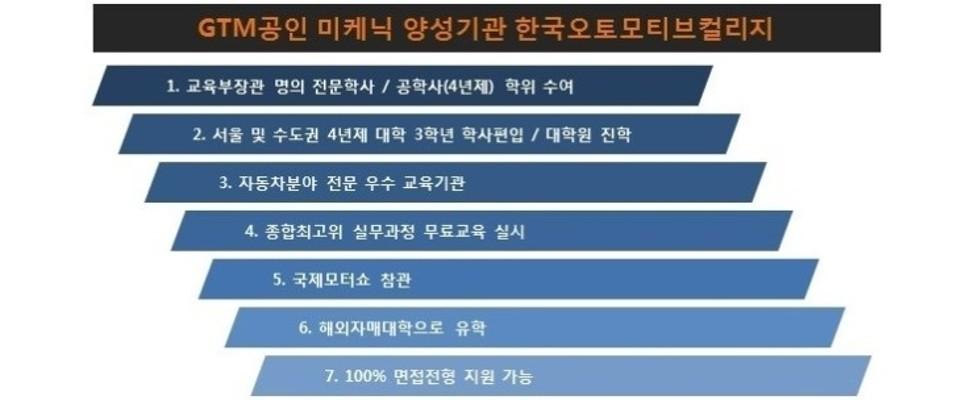 GTM공인 미케닉 양성기관 한국오토모티브컬리지
1. 교육부장관 명의 전문학사 / 공학사(4년제) 학위 수여
2. 서울 및 수도권 4년제 대학 3학년 학사편입 / 대학원 진학
3. 자동차분야 전문 우수 교육기관
4. 종합최고위 실무과정 무료교육 실시
5. 국제모터쇼 참관
6. 해외자매대학으로 유학
7. 100% 면접전형 지원 가능